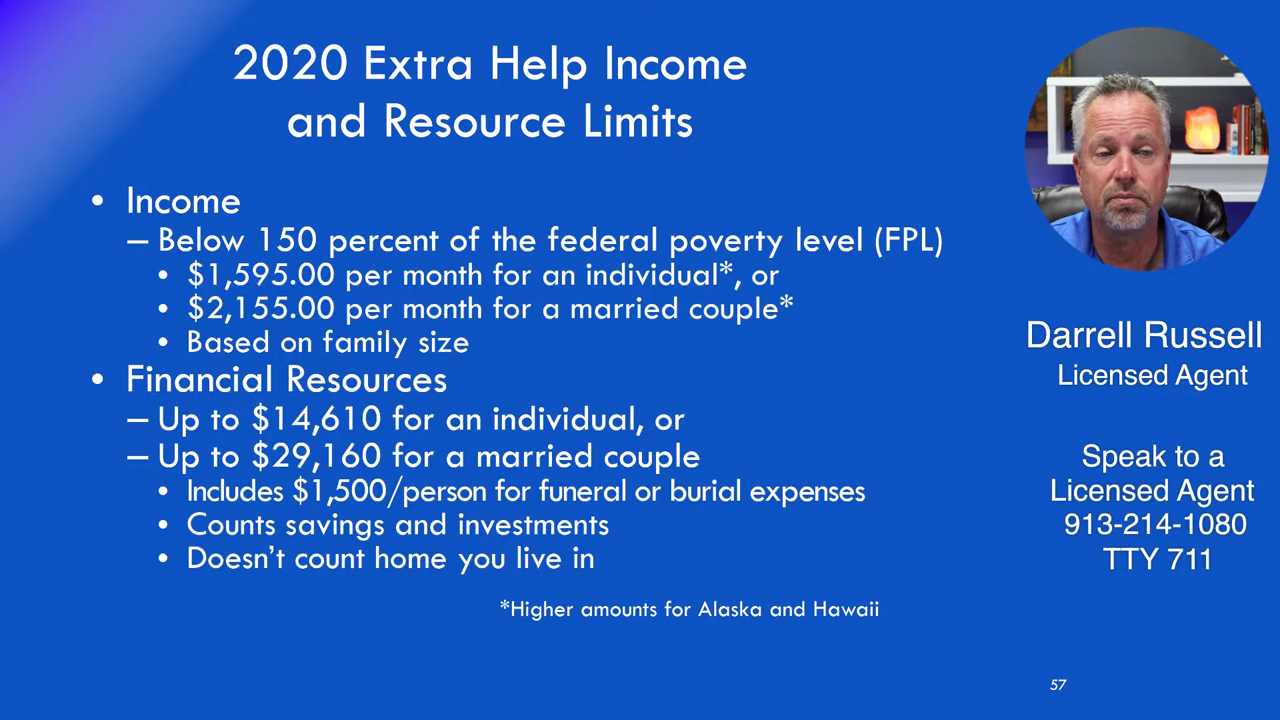 2020 Extra Help Income
and Resource Limits
• Income
– Below 150 percent of the federal poverty level (FPL)
• $1,595.00 per month for an individual*, or
• $2,155.00 per month for a married couple*
• Based on family size
• Financial Resources
– Up to $14,610 for an individual, or
– Up to $29,160 for a married couple
• Includes $1,500/person for funeral or burial expenses
• Counts savings and investments
• Doesn’t count home you live in
*Higher amounts for Alaska and Hawaii
57
Darrell Russell
Licensed Agent
Speak to a
Licensed Agent
913-214-1080
TTY 711